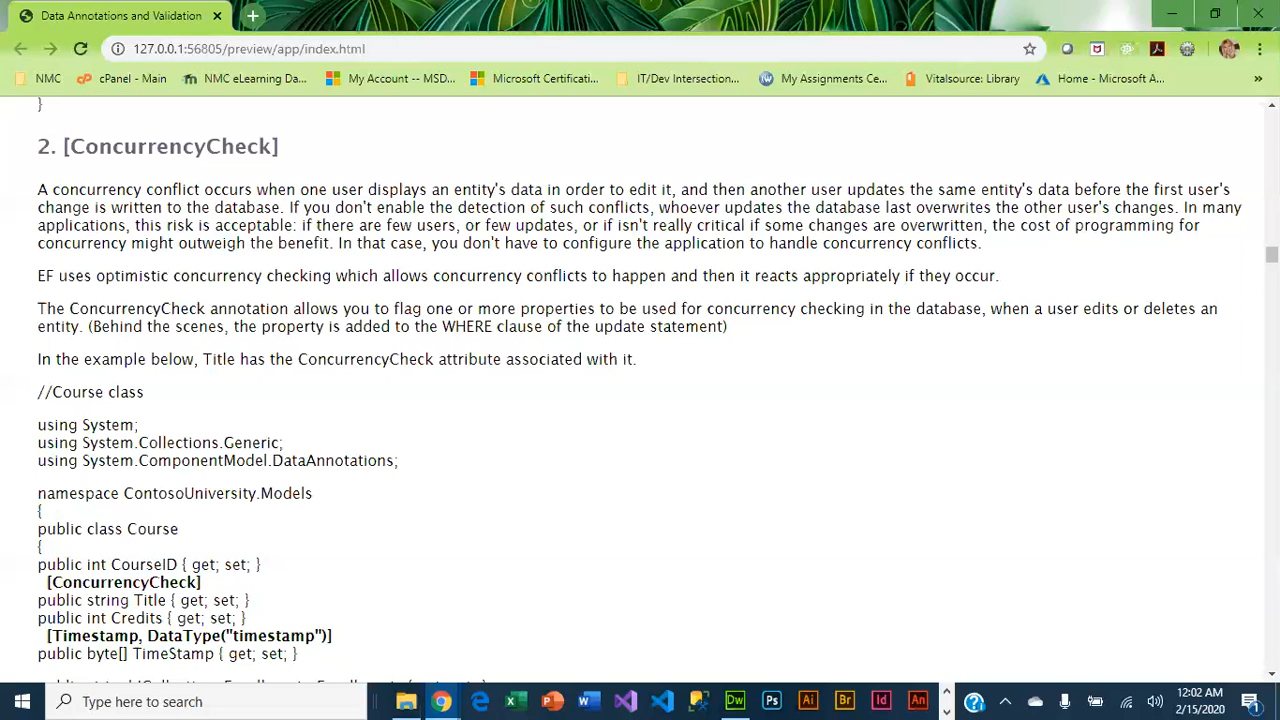 Data Annotations and Validation
127.0.0.1:56805/preview/app/index.html
NMC
cPanel - Main
NMC eLearning Da...
My Account -- MSD...
Microsoft Certificati...
IT/Dev Intersection...
My Assignments Ce...
Vitalsource: Library
Home - Microsoft A...
»
}
2. [ConcurrencyCheck]
A concurrency conflict occurs when one user displays an entity's data in order to edit it, and then another user updates the same entity's data before the first user's
change is written to the database. If you don't enable the detection of such conflicts, whoever updates the database last overwrites the other user's changes. In many
applications, this risk is acceptable: if there are few users, or few updates, or if isn't really critical if some changes are overwritten, the cost of programming for
concurrency might outweigh the benefit. In that case, you don't have to configure the application to handle concurrency conflicts.
EF uses optimistic concurrency checking which allows concurrency conflicts to happen and then it reacts appropriately if they occur.
The ConcurrencyCheck annotation allows you to flag one or more properties to be used for concurrency checking in the database, when a user edits or deletes an
entity. (Behind the scenes, the property is added to the WHERE clause of the update statement)
In the example below, Title has the ConcurrencyCheck attribute associated with it.
//Course class
using System;
using System.Collections.Generic;
using System.ComponentModel.DataAnnotations;
namespace ContosoUniversity.Models
{
public class Course
{
public int CourseID { get; set; }
[ConcurrencyCheck]
public string Title { get; set; }
public int Credits { get; set; }
[Timestamp, DataType("timestamp")]
public byte[] TimeStamp { get; set; }
Type here to search
Dw
Ps
Ai
Br
Id
An
12:02 AM
2/15/2020